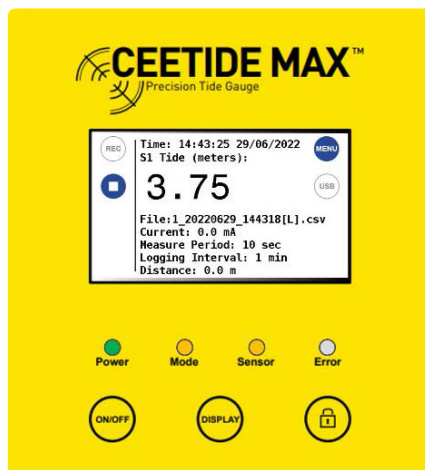 CEETIDE MAX™
Precision Tide Gauge
REC
Time: 14:43:25 29/06/2022
MENU
S1 Tide (meters):
3.75
USB
File:1_20220629_144318[L].csv
Current: 0.0 mA
Measure Period: 10 sec
Logging Interval: 1 min
Distance: 0.0 m
Power Mode Sensor Error
ON/OFF DISPLAY